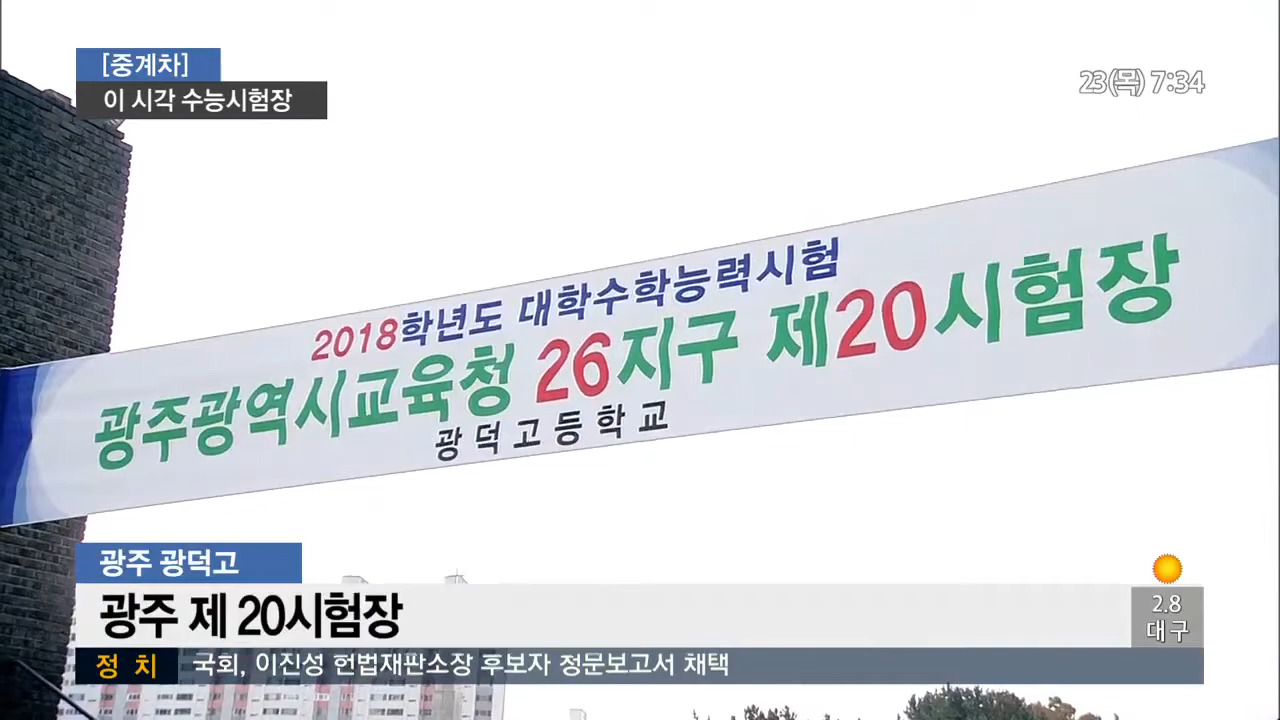 [중계차]
이 시각 수능시험장
23(목) 7:34
2018학년도 대학수학능력시험
광주광역시교육청 26지구 제20시험장
광덕고등학교
광주 광덕고
광주 제 20시험장
2.8
대구
정 치 국회, 이진성 헌법재판소장 후보자 청문보고서 채택